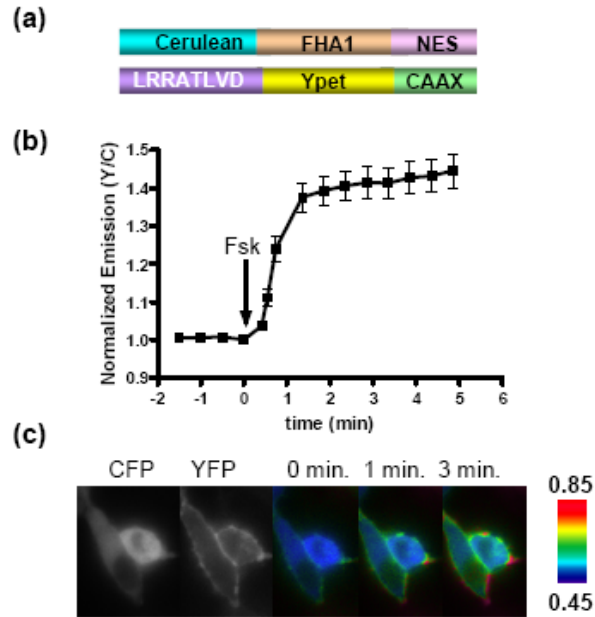 (a)
Cerulean FHA1 NES
LRRATLVD Ypet CAAX
(b)
Normalized Emission (Y/C)
1.5
1.4
1.3
1.2
1.1
1.0
0.9
Fsk
-2 -1 0 1 2 3 4 5 6
time (min)
(c)
CFP YFP 0 min. 1 min. 3 min.
0.85
0.45